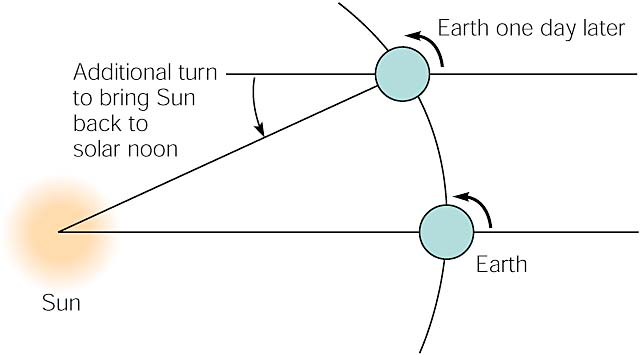 Earth one day later
Additional turn
to bring Sun
back to
solar noon
Earth
Sun